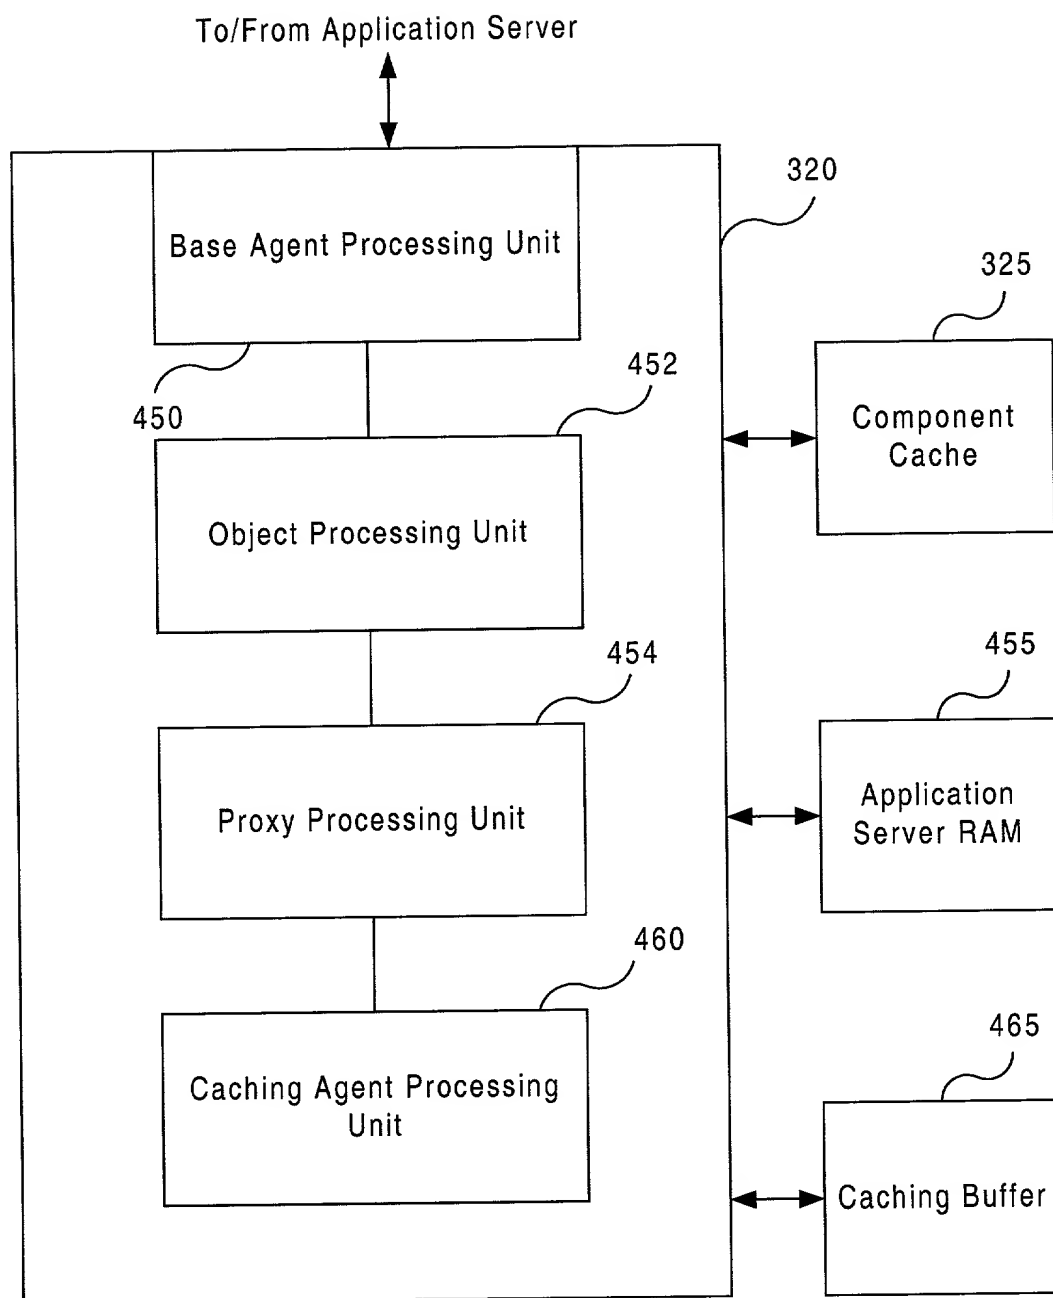 To/From Application Server
320
Base Agent Processing Unit
325
450
452
Component
Cache
Object Processing Unit
454
455
Proxy Processing Unit
Application
Server RAM
460
465
Caching Agent Processing
Unit
Caching Buffer